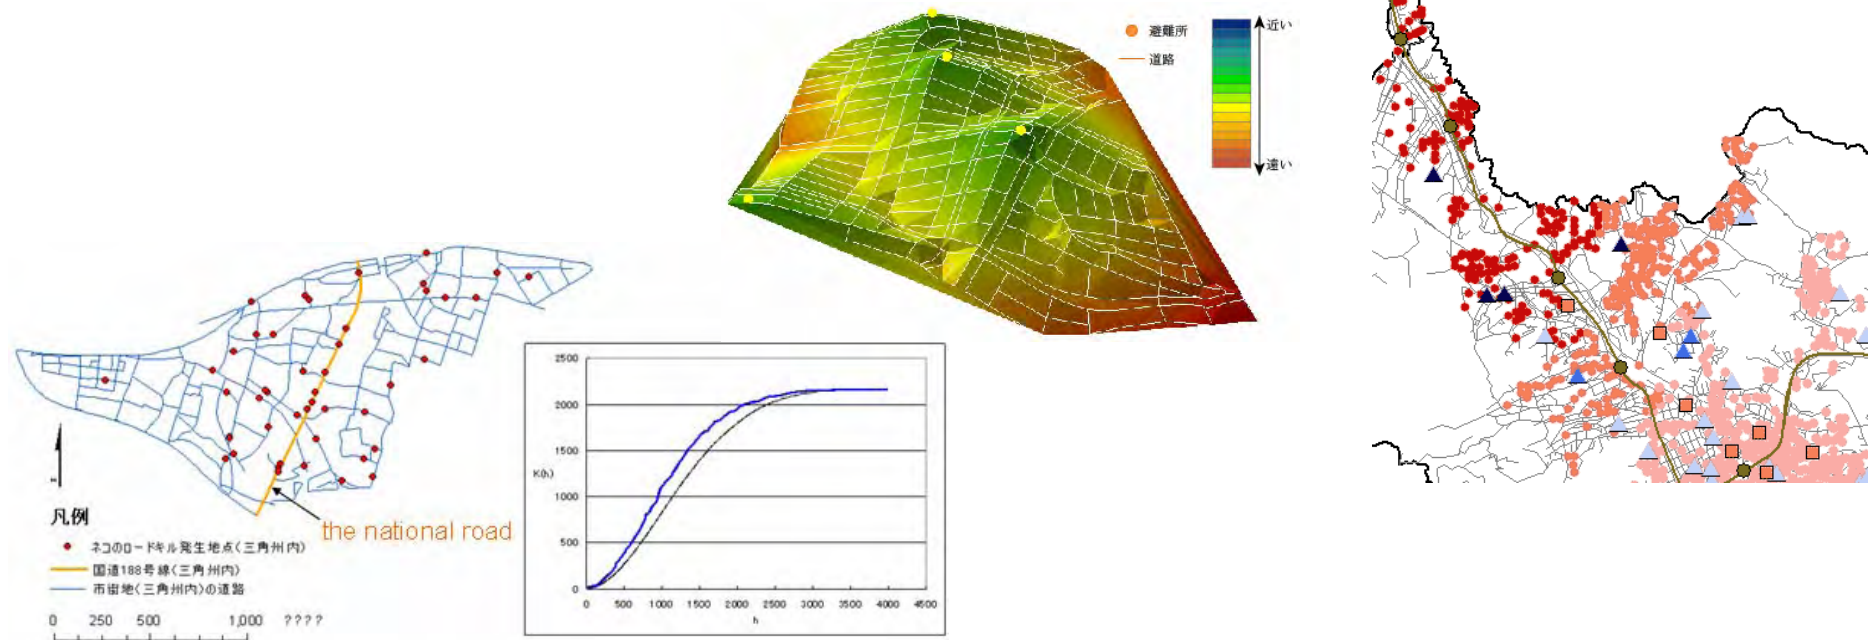 避難所
道路
近い
遠い
the national road
凡例
ネコのロードキル発生地点(三角州内)
国道188号線(三角州内)
市街地(三角州内)の道路
0 250 500 1,000 ????
K(h)
2500
2000
1500
1000
500
0
0 500 1000 1500 2000 2500 3000 3500 4000 4500
h